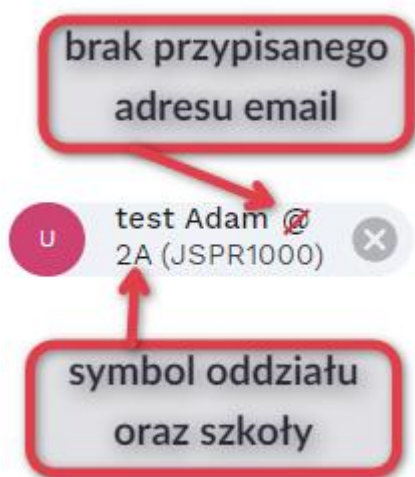 brak przypisanego
adresu email
U
test Adam @
2A (JSPR1000)
symbol oddziału
oraz szkoły